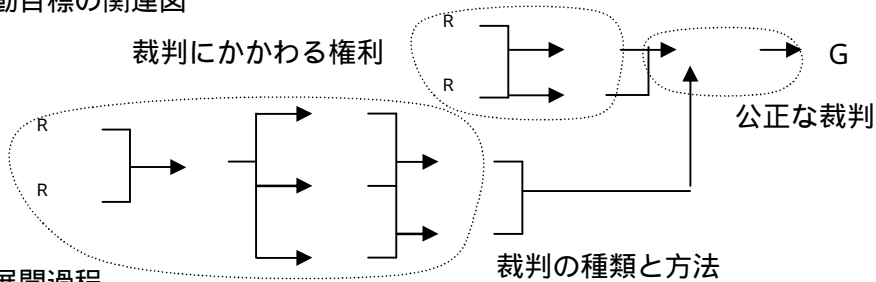 動目標の関連図
R
裁判にかかわる権利
G
R
公正な裁判
R
R
裁判の種類と方法
展開過程